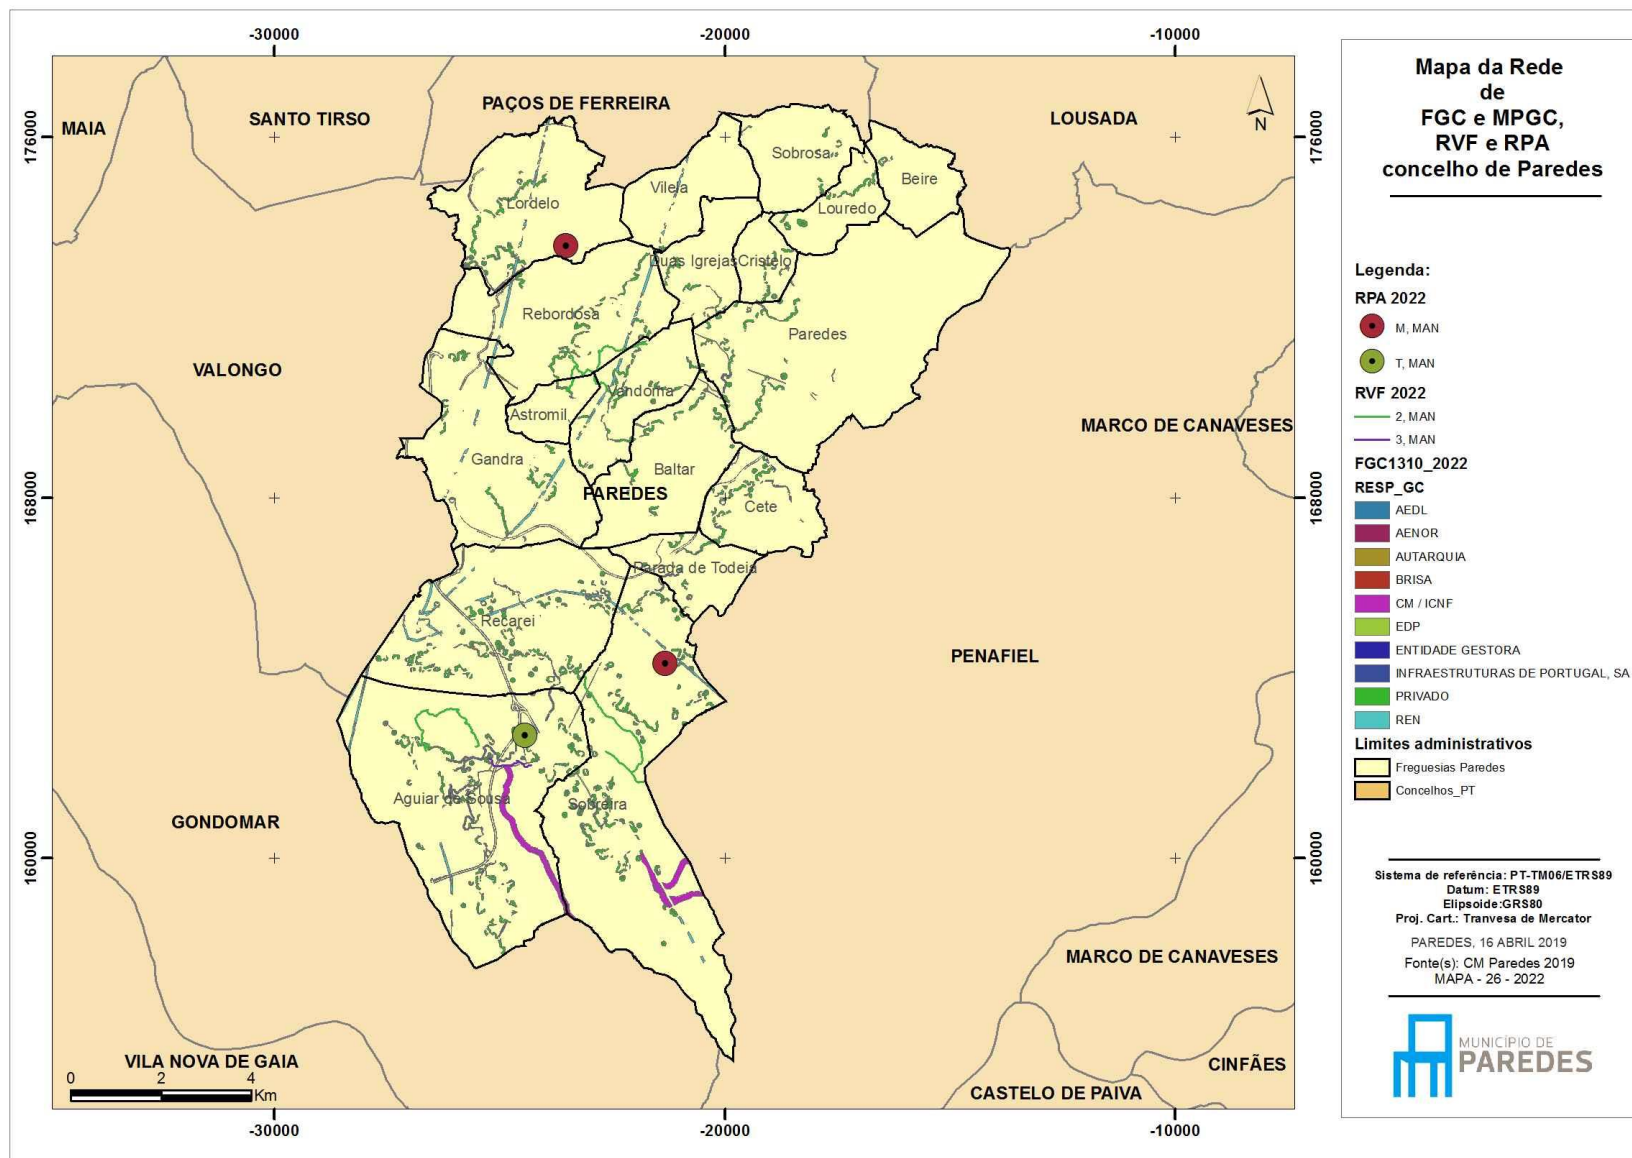 -30000
-20000
-10000
MAIA
SANTO TIRSO
PAÇOS DE FERREIRA
LOUSADA
N
176000
176000
Sobrosa
Beire
Vilela
Lordelo
Louredo
Duas Igrejas
Cristelo
Rebordosa
Paredes
VALONGO
Vandoma
Astromil
MARCO DE CANAVESES
Gandra
Baltar
PAREDES
168000
168000
Cete
Parada de Todeia
Recarei
PENAFIEL
Aguiar de Sousa
Sobreira
GONDOMAR
160000
160000
MARCO DE CANAVESES
VILA NOVA DE GAIA
CINFÃES
CASTELO DE PAIVA
0 2 4
Km
-30000
-20000
-10000
Mapa da Rede
de
FGC e MPGC,
RVF e RPA
concelho de Paredes
Legenda:
RPA 2022
M, MAN
T, MAN
RVF 2022
2, MAN
3, MAN
FGC1310_2022
RESP_GC
AEDL
AENOR
AUTARQUIA
BRISA
CM / ICNF
EDP
ENTIDADE GESTORA
INFRAESTRUTURAS DE PORTUGAL, SA
PRIVADO
REN
Limites administrativos
Freguesias Paredes
Concelhos_PT
Sistema de referência: PT-TM06/ETRS89
Datum: ETRS89
Elipsoide:GRS80
Proj. Cart.: Tranvesa de Mercator
PAREDES, 16 ABRIL 2019
Fonte(s): CM Paredes 2019
MAPA - 26 - 2022
MUNICÍPIO DE
PAREDES